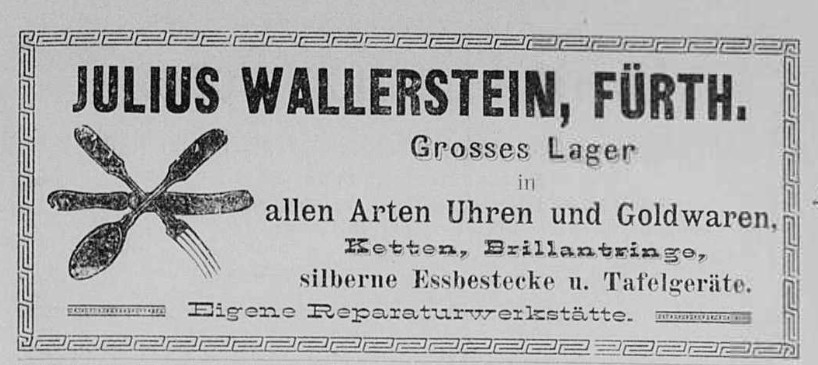 JULIUS WALLERSTEIN, FÜRTH.
Grosses Lager
in
allen Arten Uhren und Goldwaren,
Ketten, Brillantringe,
silberne Essbestecke u. Tafelgeräte.
Eigene Reparaturwerkstätte.